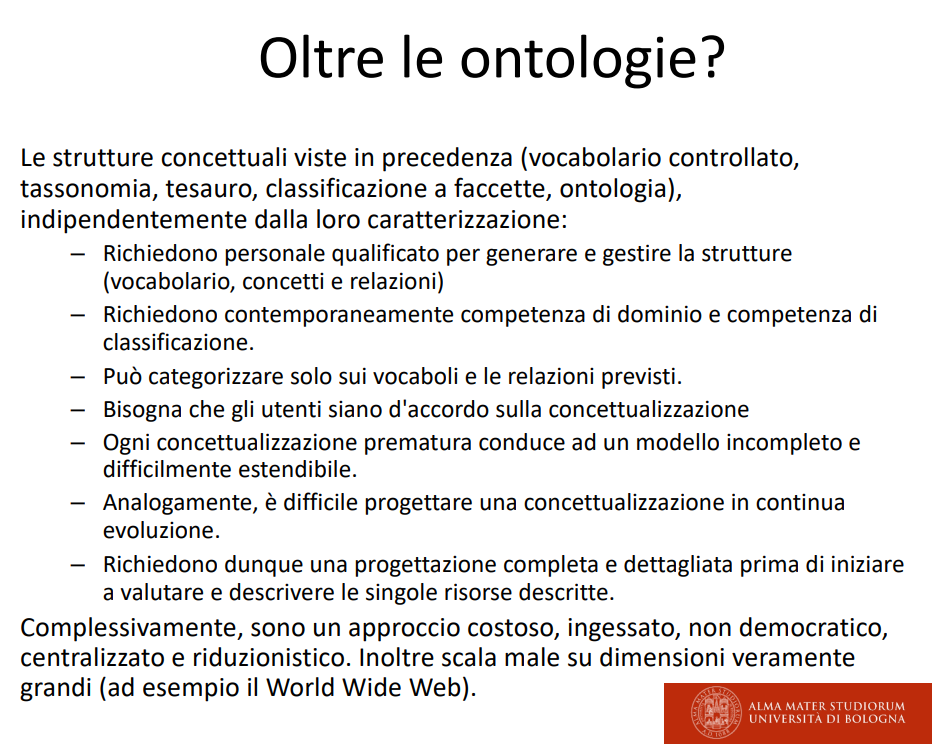 Oltre le ontologie?
Le strutture concettuali viste in precedenza (vocabolario controllato,
tassonomia, tesauro, classificazione a faccette, ontologia),
indipendentemente dalla loro caratterizzazione:
– Richiedono personale qualificato per generare e gestire la strutture
(vocabolario, concetti e relazioni)
– Richiedono contemporaneamente competenza di dominio e competenza di
classificazione.
– Può categorizzare solo sui vocaboli e le relazioni previsti.
– Bisogna che gli utenti siano d'accordo sulla concettualizzazione
– Ogni concettualizzazione prematura conduce ad un modello incompleto e
difficilmente estendibile.
– Analogamente, è difficile progettare una concettualizzazione in continua
evoluzione.
– Richiedono dunque una progettazione completa e dettagliata prima di iniziare
a valutare e descrivere le singole risorse descritte.
Complessivamente, sono un approccio costoso, ingessato, non democratico,
centralizzato e riduzionistico. Inoltre scala male su dimensioni veramente
grandi (ad esempio il World Wide Web).
ALMA MATER STUDIORUM
UNIVERSITÀ DI BOLOGNA